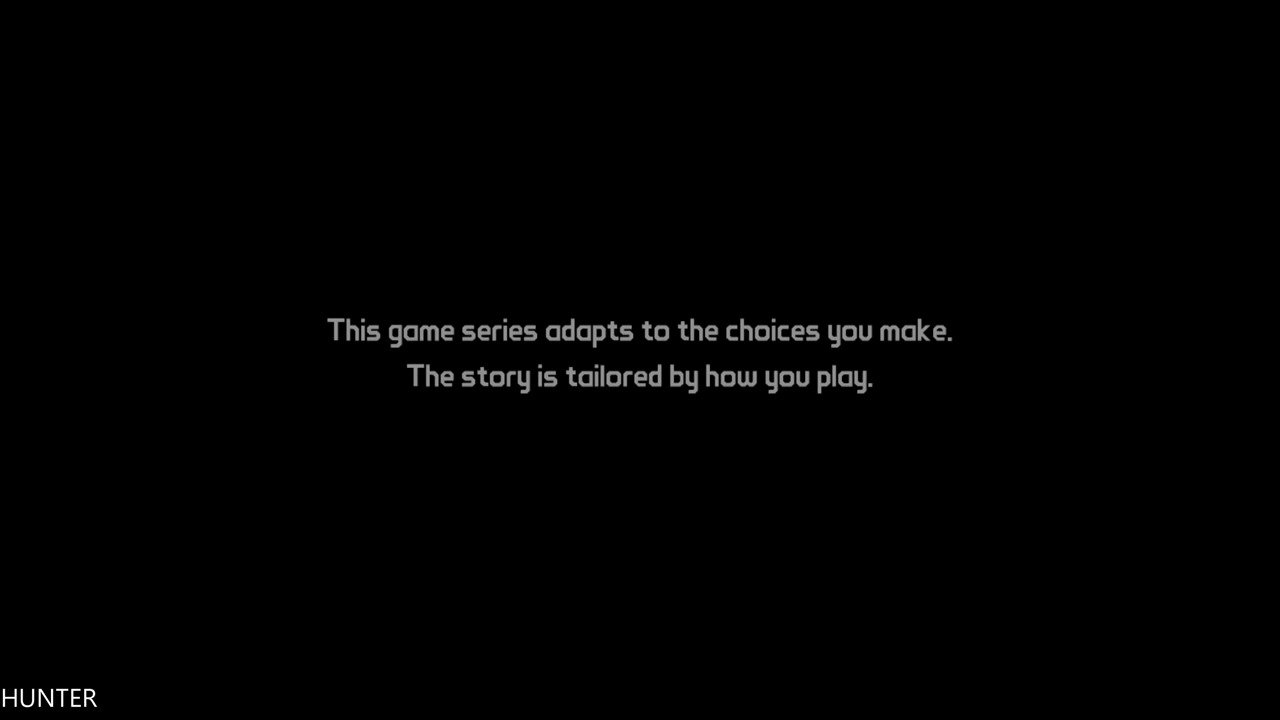 This game series adapts to the choices you make.
The story is tailored by how you play.
HUNTER